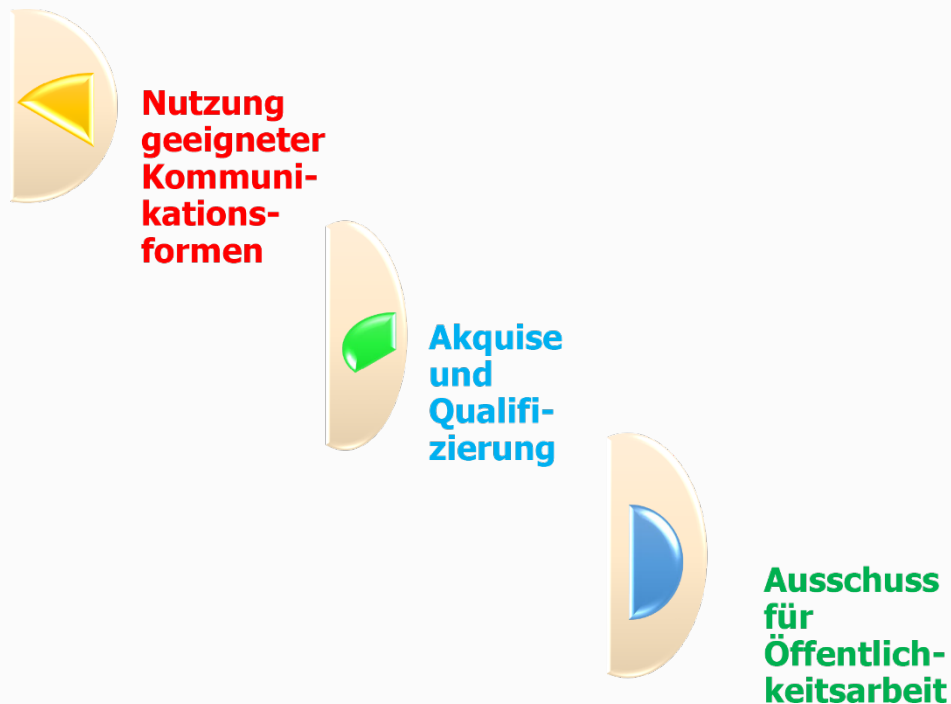 Nutzung
geeigneter
Kommuni-
kations-
formen
Akquise
und
Qualifi-
zierung
Ausschuss
für
Öffentlich-
keitsarbeit